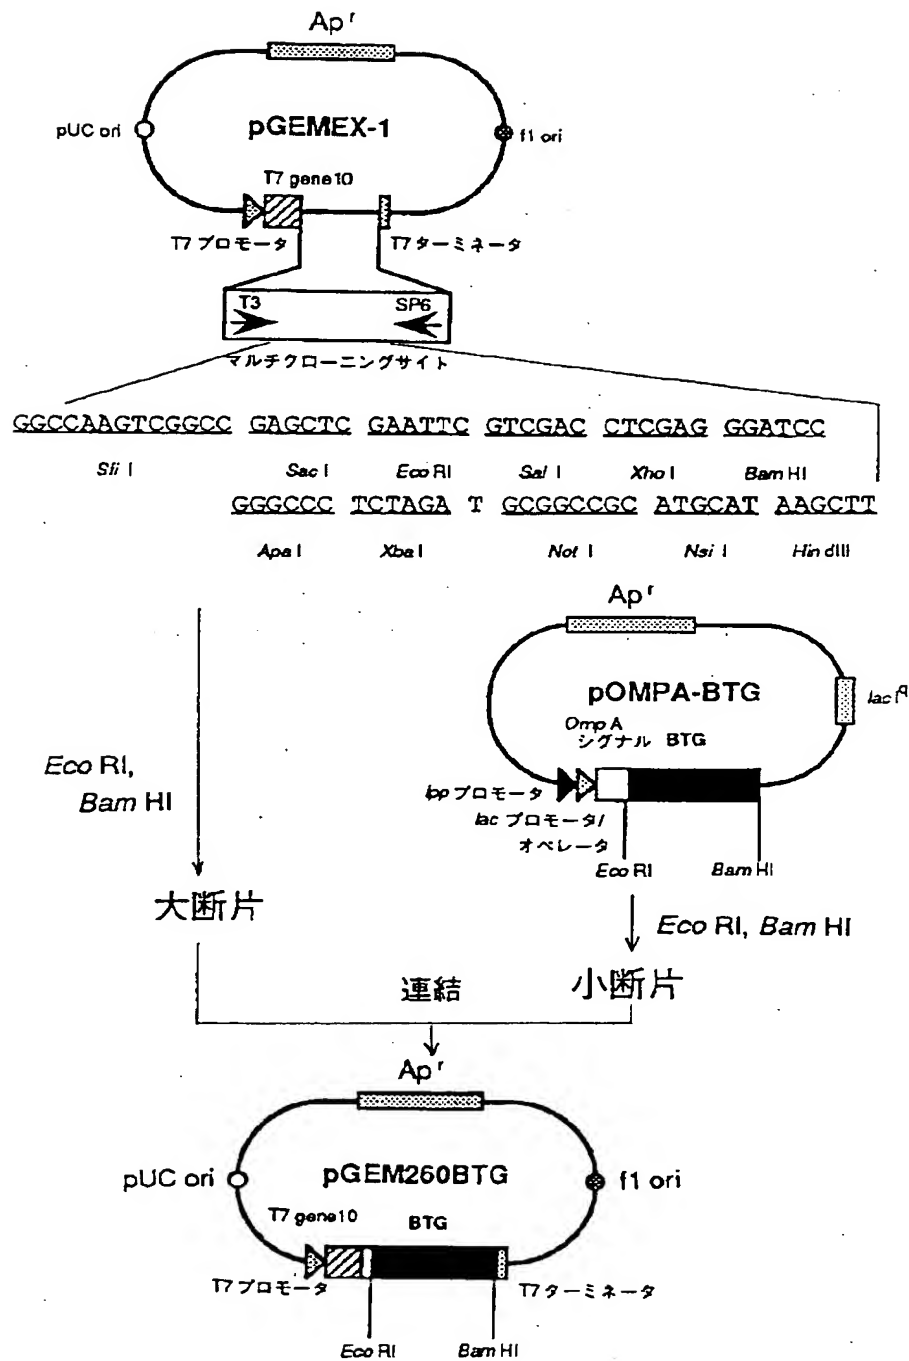 Ap r
pGEMEX-1
pUC ori
f1 ori
T7 gene10
T7 プロモータ
T7 ターミネータ
T3
SP6
マルチクローニングサイト
GGCCAAGTCGGCC GAGCTC GAATTC GTCGAC CTCGAG GGATCC
Sfi I Sac I Eco RI Sal I Xho I Bam HI
GGGCCC TCTAGA T GCGGCCGC ATGCAT AAGCTT
Apa I Xba I Not I Nsi I Hin dIII
Ap r
pOMPA-BTG
lac I q
Omp A
シグナル BTG
lpp プロモータ
lac プロモータ/
オペレータ
Eco RI Bam HI
Eco RI,
Bam HI
大断片
Eco RI, Bam HI
小断片
連結
Ap r
pGEM260BTG
pUC ori
f1 ori
T7 gene10
BTG
T7 プロモータ
T7 ターミネータ
Eco RI
Bam HI